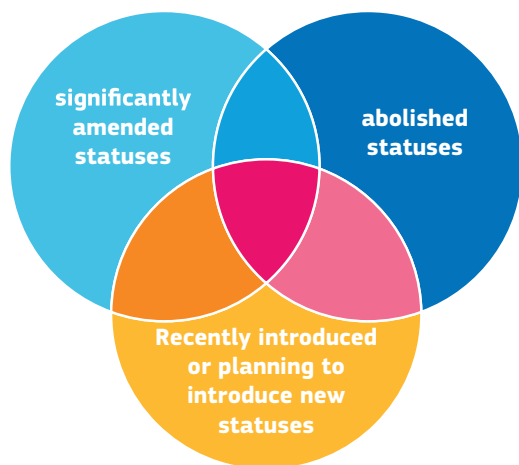 significantly
amended
statuses
abolished
statuses
Recently introduced
or planning to
introduce new
statuses